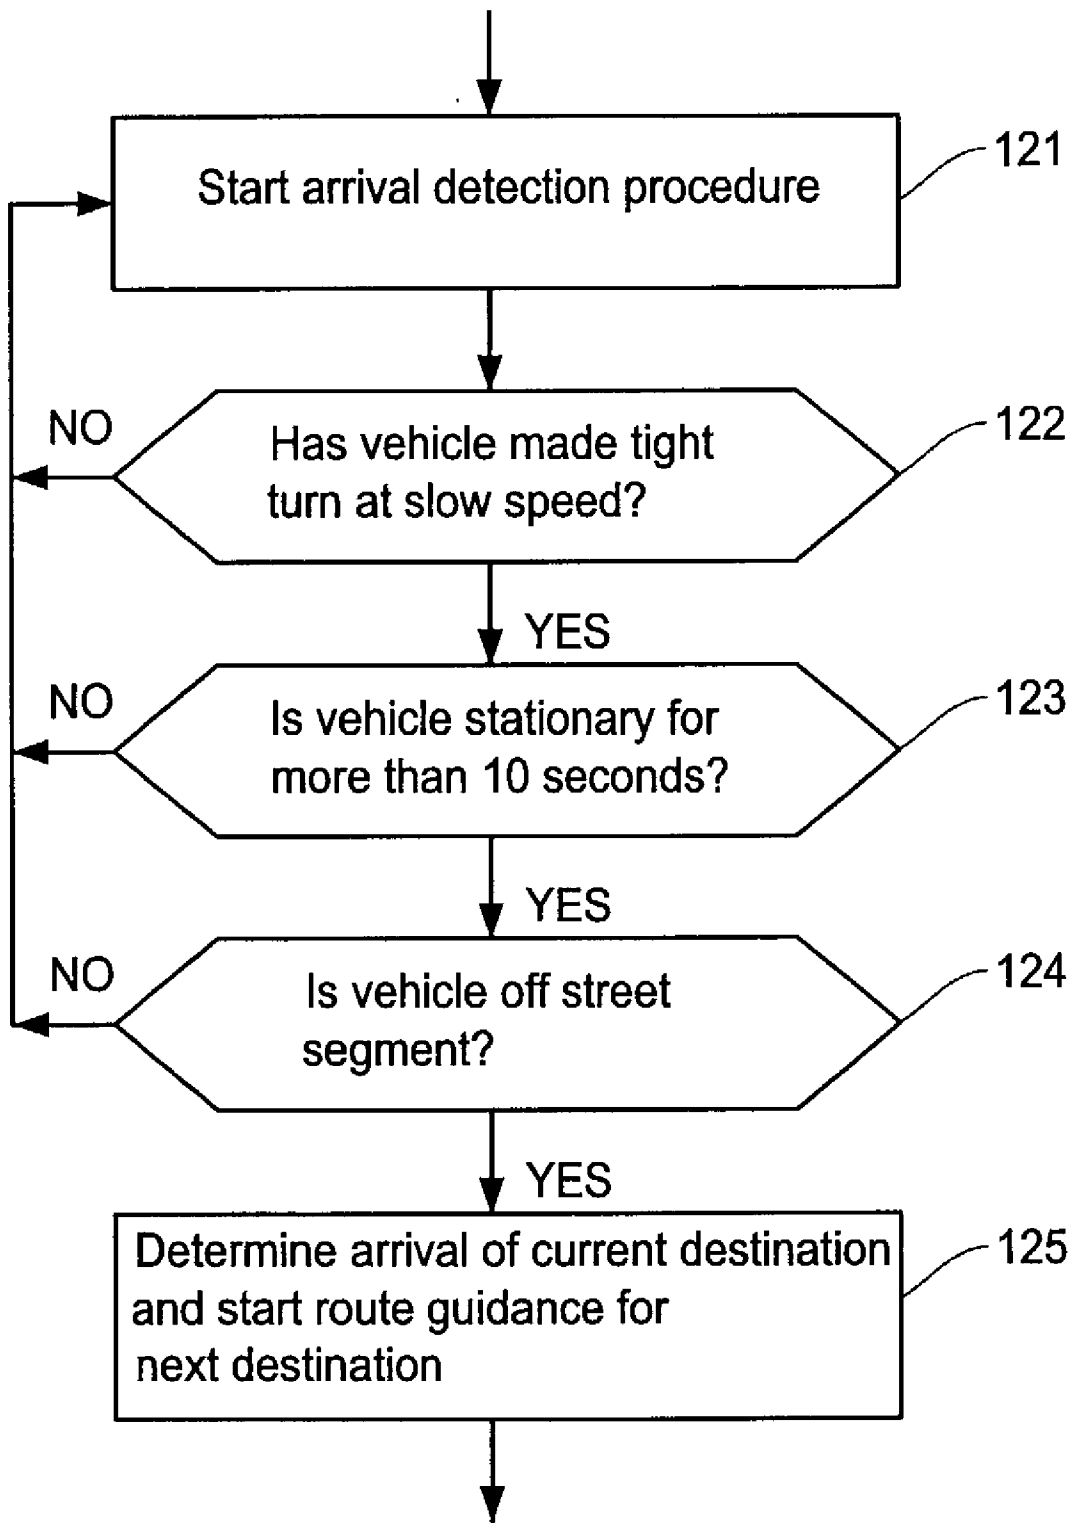 Start arrival detection procedure
121
Has vehicle made tight
turn at slow speed?
122
NO
YES
Is vehicle stationary for
more than 10 seconds?
123
NO
YES
Is vehicle off street
segment?
124
NO
YES
Determine arrival of current destination
and start route guidance for
next destination
125